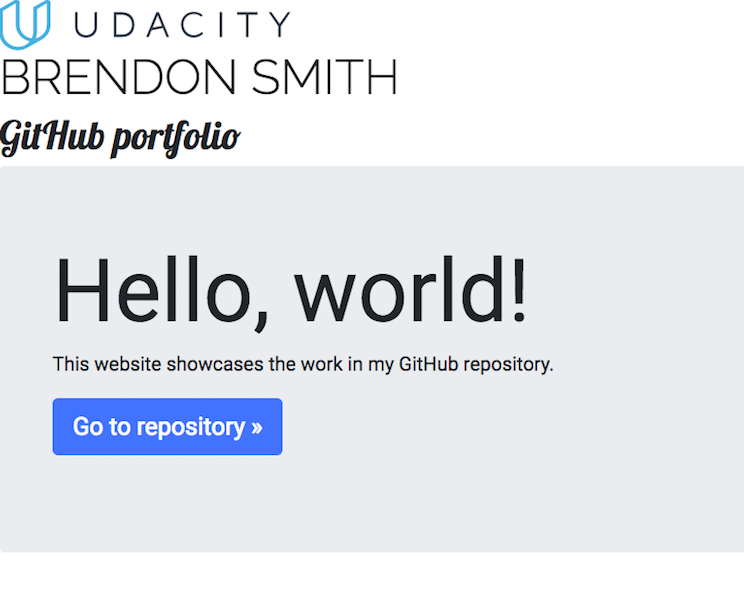 UDACITY
BRENDON SMITH
GitHub portfolio
Hello, world!
This website showcases the work in my GitHub repository.
Go to repository »